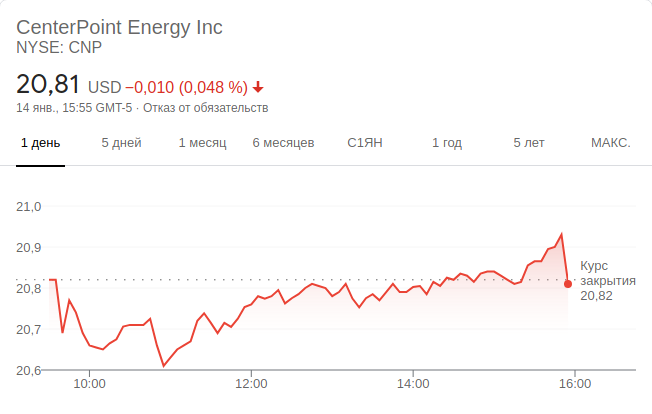 CenterPoint Energy Inc
NYSE: CNP
20,81 USD −0,010 (0,048 %)
14 янв., 15:55 GMT-5 · Отказ от обязательств
1 день 5 дней 1 месяц 6 месяцев С1ЯН 1 год 5 лет МАКС.
21,0
20,9
20,8
20,7
20,6
Курс
закрытия
20,82
10:00 12:00 14:00 16:00